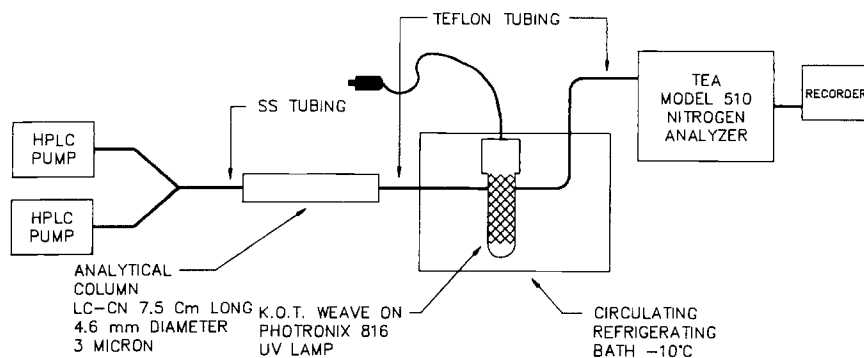 TEFLON TUBING
TEA
MODEL 510
NITROGEN
ANALYZER
RECORDER
SS TUBING
HPLC
PUMP
HPLC
PUMP
ANALYTICAL
COLUMN
LC-CN 7.5 Cm LONG
4.6 mm DIAMETER
3 MICRON
K.O.T. WEAVE ON
PHOTRONIX 816
UV LAMP
CIRCULATING
REFRIGERATING
BATH -10°C